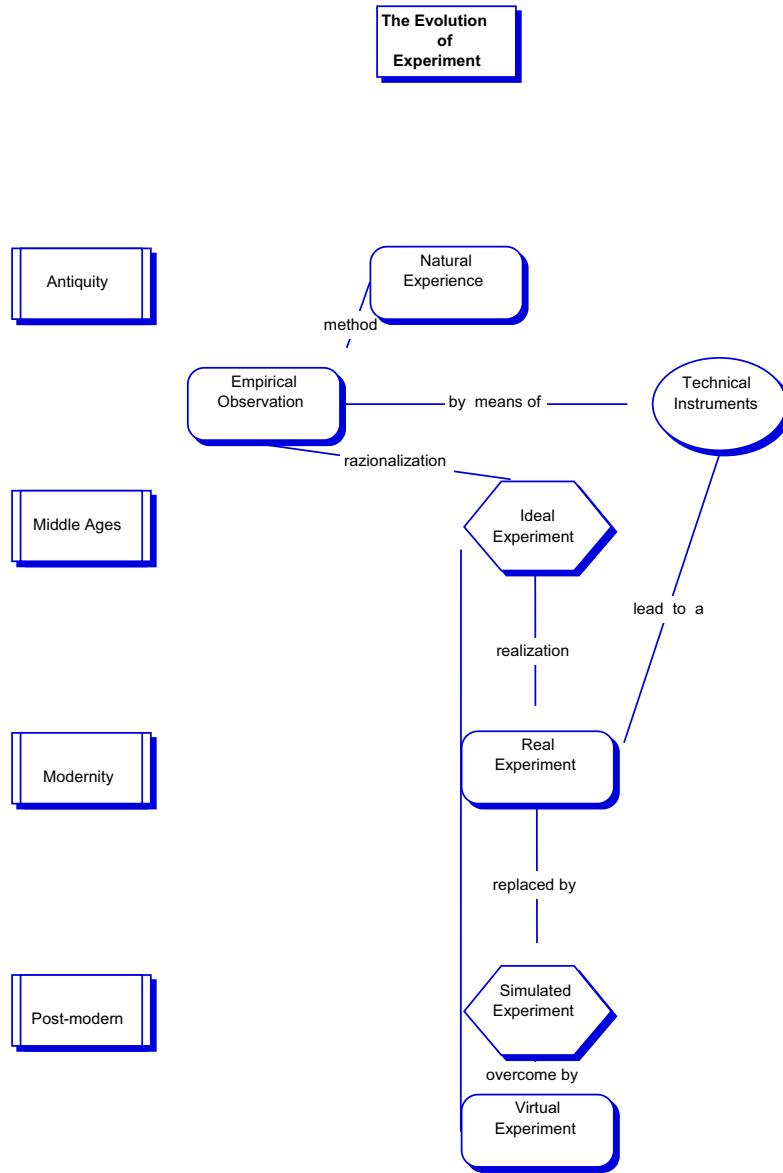 The Evolution
of
Experiment
Antiquity
Natural
Experience
method
Empirical
Observation
by means of
Technical
Instruments
razionalization
Middle Ages
Ideal
Experiment
lead to a
realization
Modernity
Real
Experiment
replaced by
Post-modern
Simulated
Experiment
overcome by
Virtual
Experiment